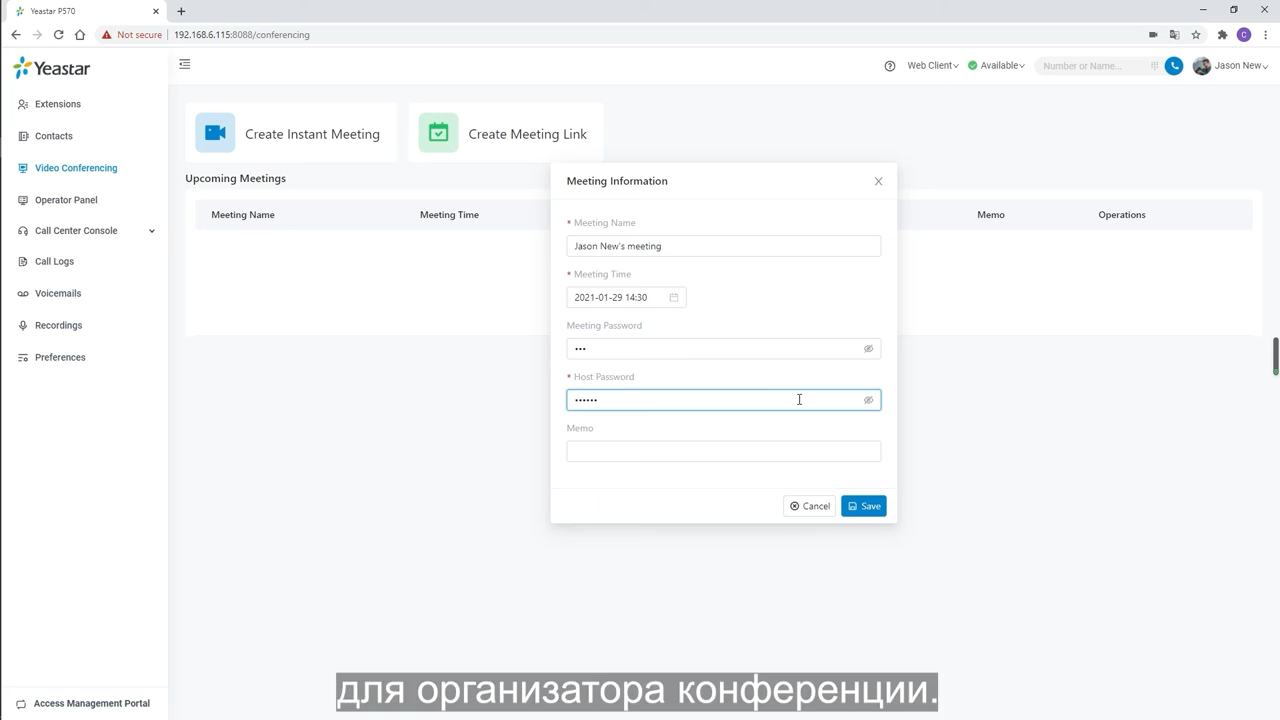 Yeastar P570
Not secure
192.168.6.115:8088/conferencing
Yeastar
Web Client
Available
Number or Name...
Jason New
Extensions
Contacts
Video Conferencing
Operator Panel
Call Center Console
Call Logs
Voicemails
Recordings
Preferences
Access Management Portal
Create Instant Meeting
Create Meeting Link
Upcoming Meetings
Meeting Name
Meeting Time
Memo
Operations
Meeting Information
* Meeting Name
Jason New's meeting
* Meeting Time
2021-01-29 14:30
Meeting Password
•••
* Host Password
••••••
Memo
Cancel
Save
для организатора конференции.